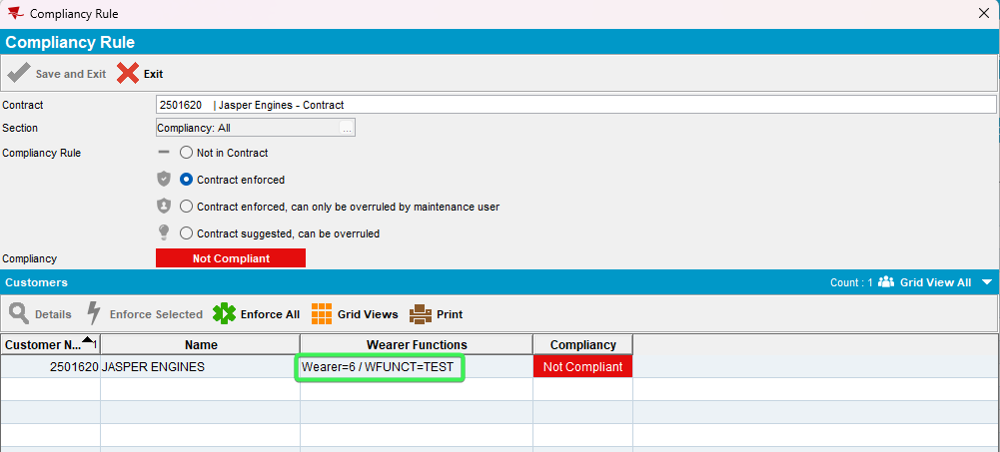 Compliancy Rule
Compliancy Rule
Save and Exit Exit
Contract 2501620 | Jasper Engines - Contract
Section Compliancy: All ...
Compliancy Rule Not in Contract
Contract enforced
Contract enforced, can only be overruled by maintenance user
Contract suggested, can be overruled
Compliancy Not Compliant
Customers Count : 1 Grid View All
Details Enforce Selected Enforce All Grid Views Print
Customer N... 1 Name Wearer Functions Compliancy
2501620 JASPER ENGINES Wearer=6 / WFUNCT=TEST Not Compliant